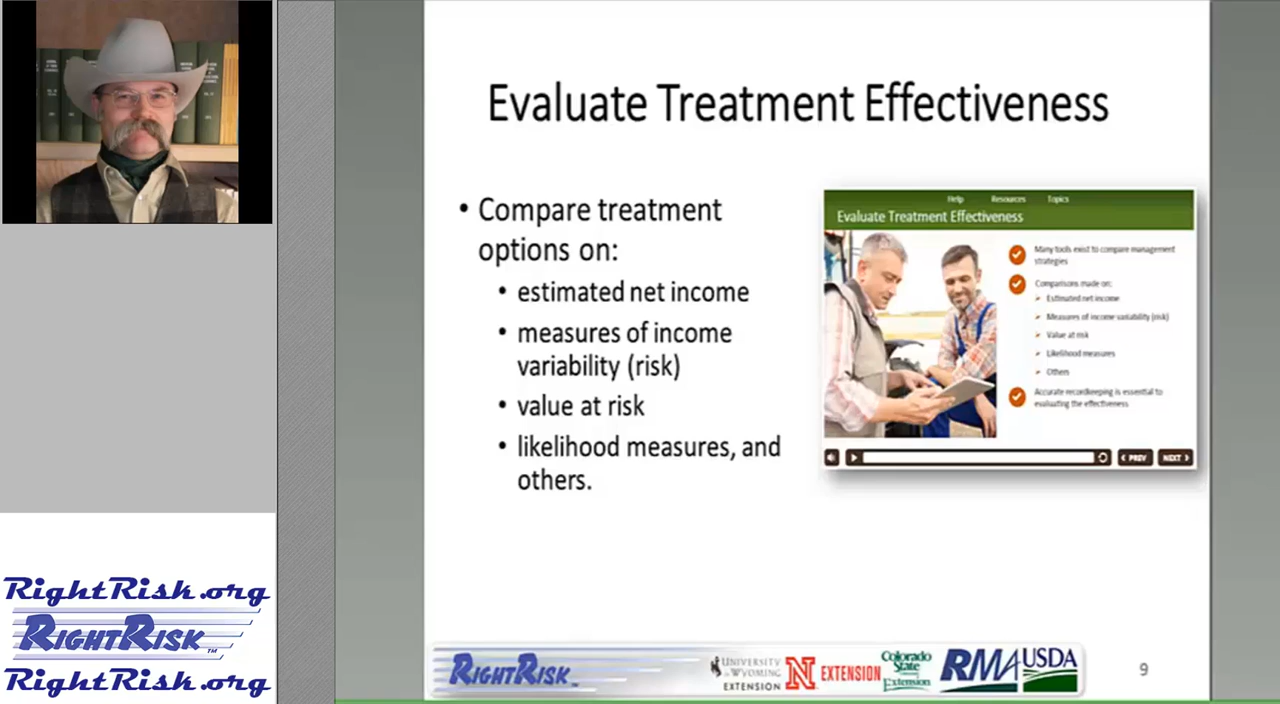 Evaluate Treatment Effectiveness
• Compare treatment
options on:
• estimated net income
• measures of income
variability (risk)
• value at risk
• likelihood measures, and
others.
Help Resources Topics
Evaluate Treatment Effectiveness
Many tools exist to compare management
strategies
Comparisons made on:
Estimated net income
Measures of income variability (risk)
Value at risk
Likelihood measures
Others
Accurate recordkeeping is essential to
evaluating the effectiveness
PREV NEXT
RightRisk.org
RIGHTRISK™
RightRisk.org
RIGHTRISK™
UNIVERSITY
OF WYOMING
EXTENSION
N EXTENSION
Colorado
State
University
Extension
RMA
USDA
9